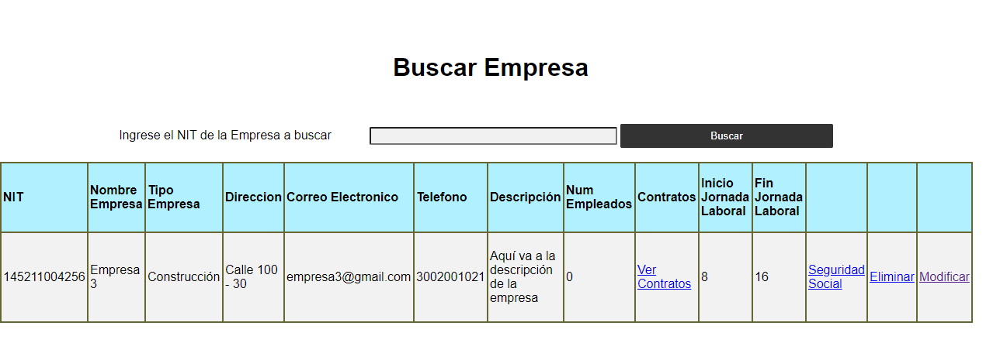 Buscar Empresa
Ingrese el NIT de la Empresa a buscar Buscar
NIT Nombre Empresa Tipo Empresa Direccion Correo Electronico Telefono Descripción Num Empleados Contratos Inicio Jornada Laboral Fin Jornada Laboral
145211004256 Empresa 3 Construcción Calle 100 - 30 empresa3@gmail.com 3002001021 Aquí va a la descripción de la empresa 0 Ver Contratos 8 16 Seguridad Social Eliminar Modificar